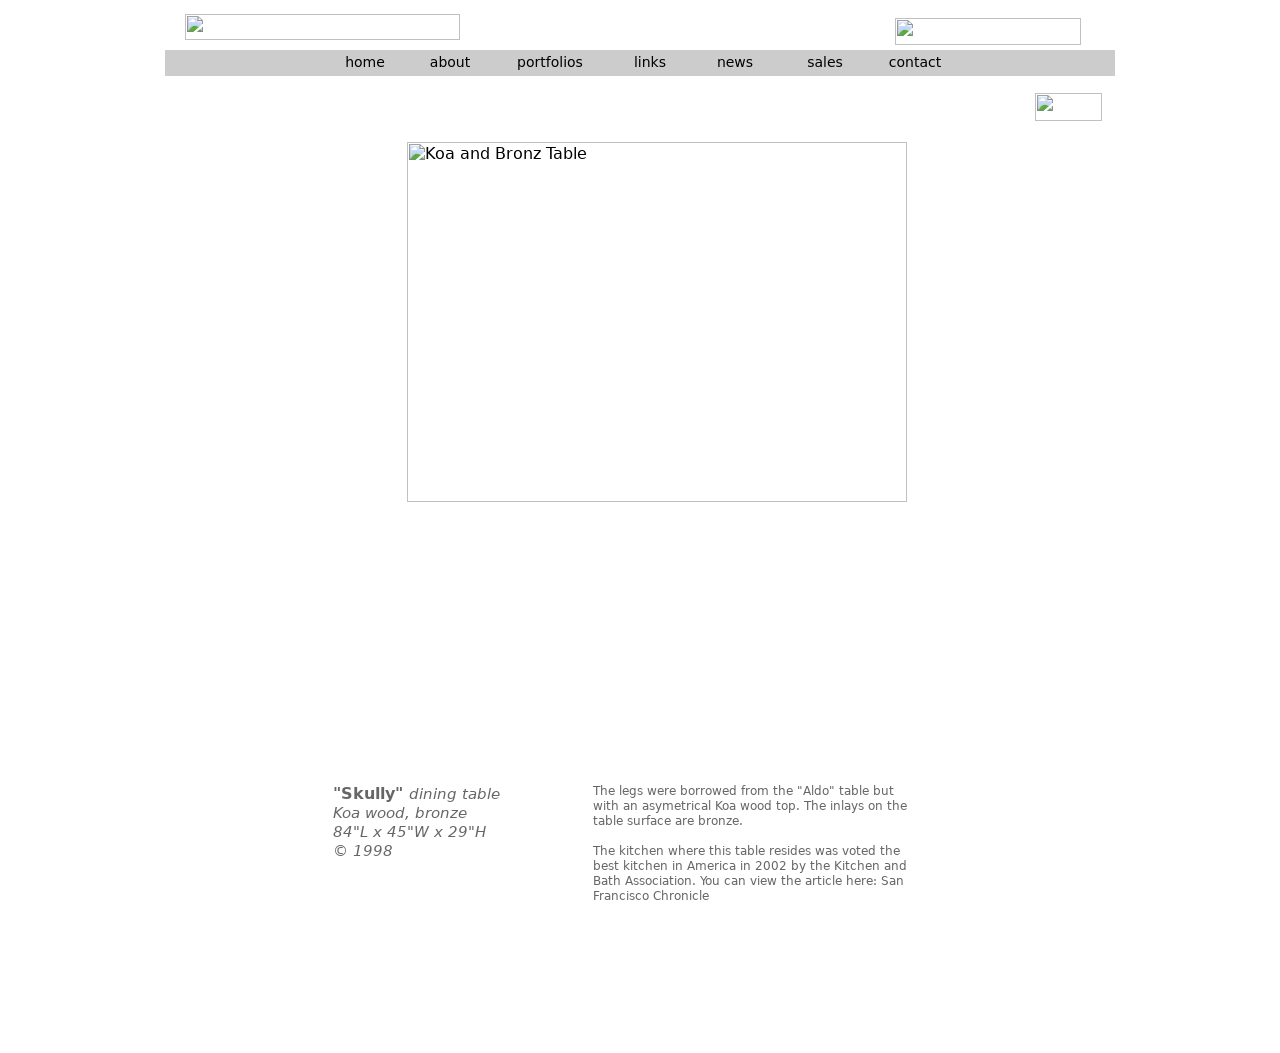 home about portfolios links news sales contact
Koa and Bronz Table
"Skully" dining table
Koa wood, bronze
84"L x 45"W x 29"H
© 1998
The legs were borrowed from the "Aldo" table but
with an asymetrical Koa wood top. The inlays on the
table surface are bronze.
The kitchen where this table resides was voted the
best kitchen in America in 2002 by the Kitchen and
Bath Association. You can view the article here: San
Francisco Chronicle